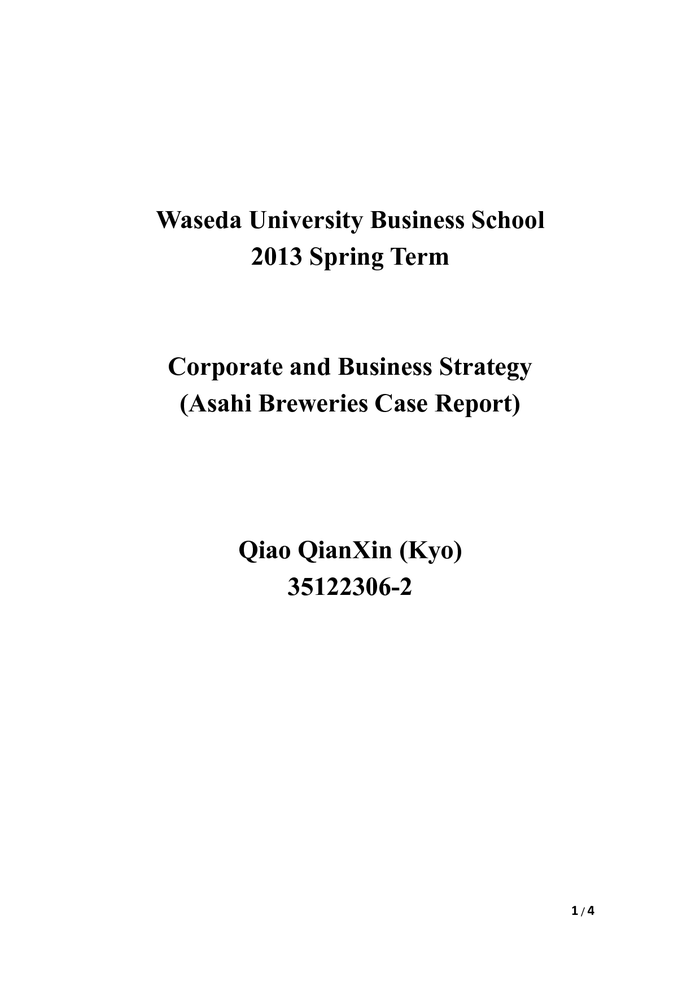 Waseda University Business School
2013 Spring Term
Corporate and Business Strategy
(Asahi Breweries Case Report)
Qiao QianXin (Kyo)
35122306-2
1 / 4